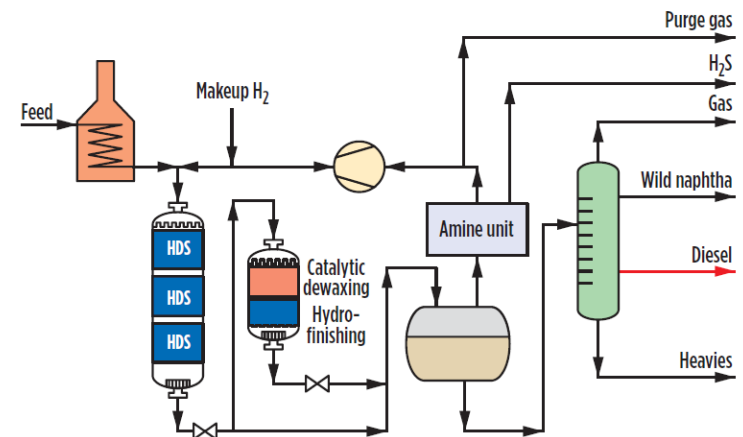 Purge gas
H₂S
Gas
Makeup H₂
Feed
Wild naphtha
Amine unit
HDS
Catalytic
dewaxing
Diesel
HDS
Hydro-
finishing
HDS
Heavies